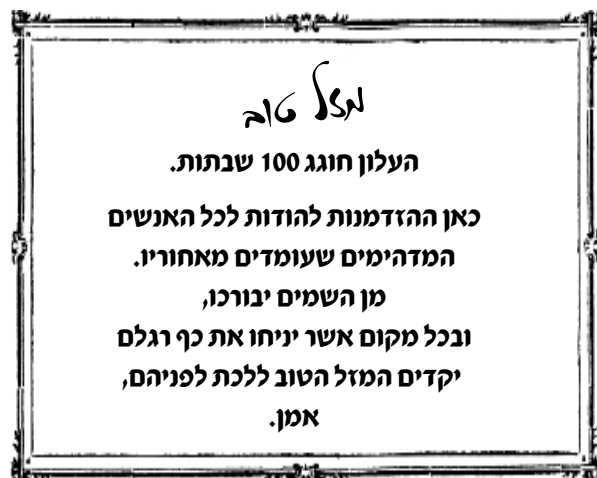 מזל טוב
העלון חוגג 100 שבתות.
כאן ההזדמנות להודות לכל האנשים
המדהימים שעומדים מאחוריו.
מן השמים יבורכו,
ובכל מקום אשר יניחו את כף רגלם
יקדים המזל הטוב ללכת לפניהם,
אמן.